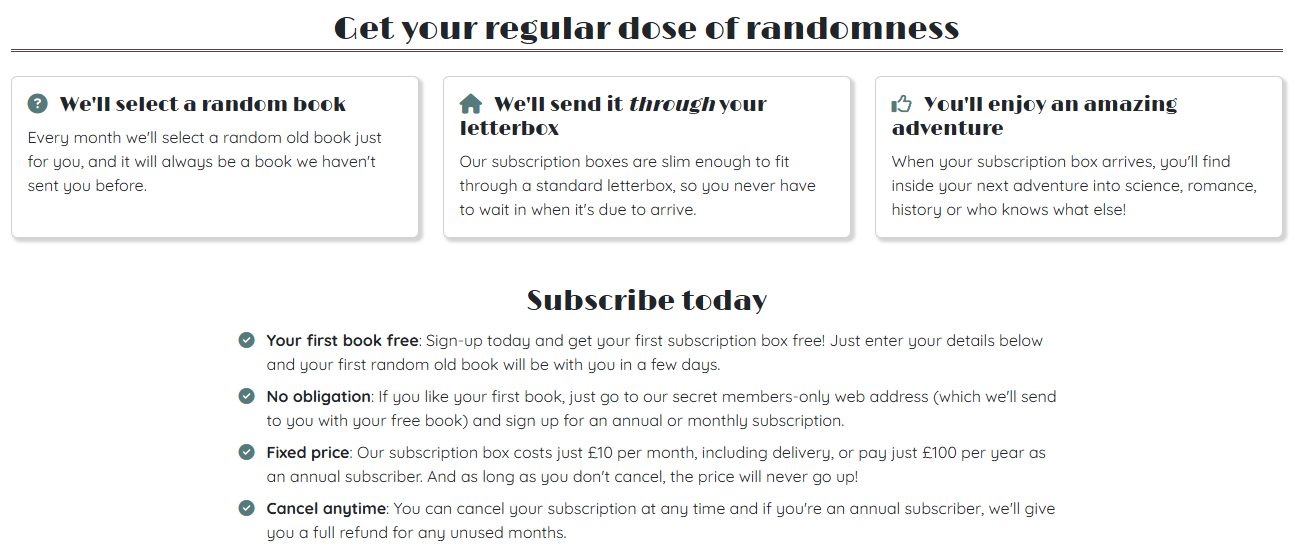 Get your regular dose of randomness
We'll select a random book
Every month we'll select a random old book just
for you, and it will always be a book we haven't
sent you before.
We'll send it through your
letterbox
Our subscription boxes are slim enough to fit
through a standard letterbox, so you never have
to wait in when it's due to arrive.
You'll enjoy an amazing
adventure
When your subscription box arrives, you'll find
inside your next adventure into science, romance,
history or who knows what else!
Subscribe today
Your first book free: Sign-up today and get your first subscription box free! Just enter your details below
and your first random old book will be with you in a few days.
No obligation: If you like your first book, just go to our secret members-only web address (which we'll send
to you with your free book) and sign up for an annual or monthly subscription.
Fixed price: Our subscription box costs just £10 per month, including delivery, or pay just £100 per year as
an annual subscriber. And as long as you don't cancel, the price will never go up!
Cancel anytime: You can cancel your subscription at any time and if you're an annual subscriber, we'll give
you a full refund for any unused months.